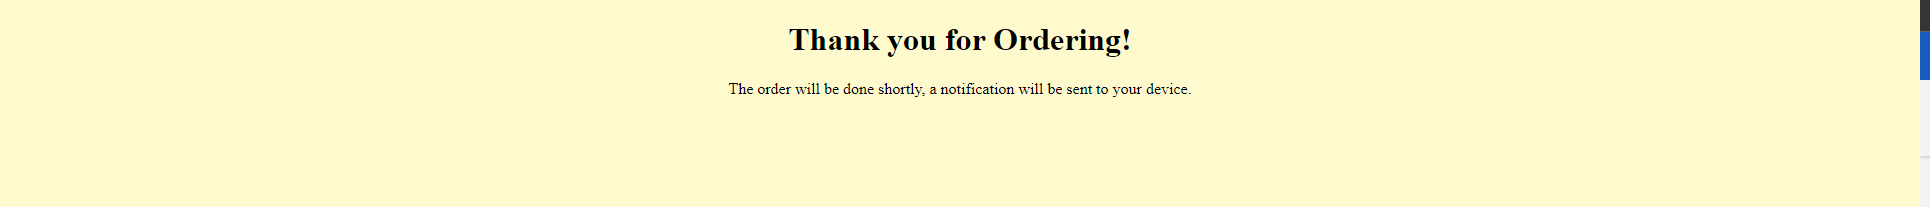 Thank you for Ordering!
The order will be done shortly, a notification will be sent to your device.